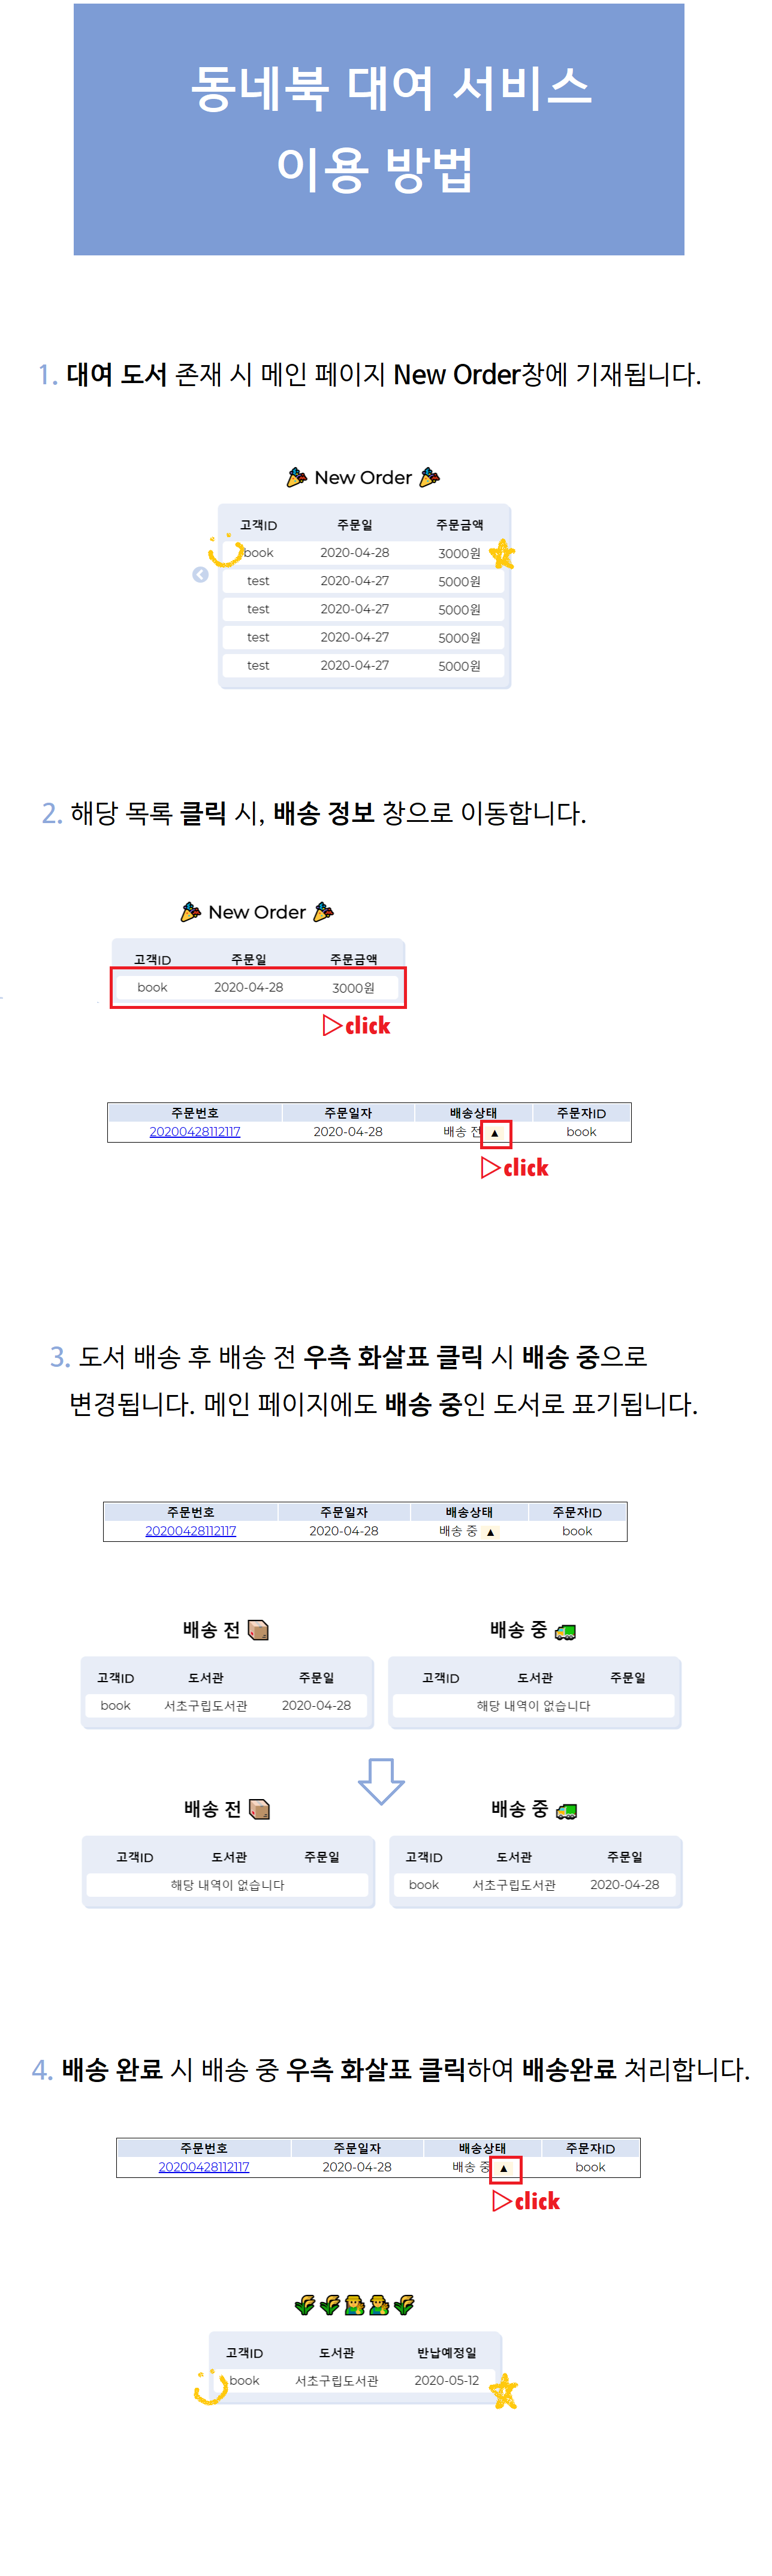 동네북 대여 서비스
이용 방법
1. 대여 도서 존재 시 메인 페이지 New Order창에 기재됩니다.
New Order
고객ID 주문일 주문금액
book 2020-04-28 3000원
test 2020-04-27 5000원
test 2020-04-27 5000원
test 2020-04-27 5000원
test 2020-04-27 5000원
2. 해당 목록 클릭 시, 배송 정보 창으로 이동합니다.
New Order
고객ID 주문일 주문금액
book 2020-04-28 3000원
▷click
주문번호 주문일자 배송상태 주문자ID
20200428112117 2020-04-28 배송 전 ▲ book
▷click
3. 도서 배송 후 배송 전 우측 화살표 클릭 시 배송 중으로
변경됩니다. 메인 페이지에도 배송 중인 도서로 표기됩니다.
주문번호 주문일자 배송상태 주문자ID
20200428112117 2020-04-28 배송 중 ▲ book
배송 전
고객ID 도서관 주문일
book 서초구립도서관 2020-04-28
배송 중
고객ID 도서관 주문일
해당 내역이 없습니다
배송 전
고객ID 도서관 주문일
해당 내역이 없습니다
배송 중
고객ID 도서관 주문일
book 서초구립도서관 2020-04-28
4. 배송 완료 시 배송 중 우측 화살표 클릭하여 배송완료 처리합니다.
주문번호 주문일자 배송상태 주문자ID
20200428112117 2020-04-28 배송 중 ▲ book
▷click
고객ID 도서관 반납예정일
book 서초구립도서관 2020-05-12